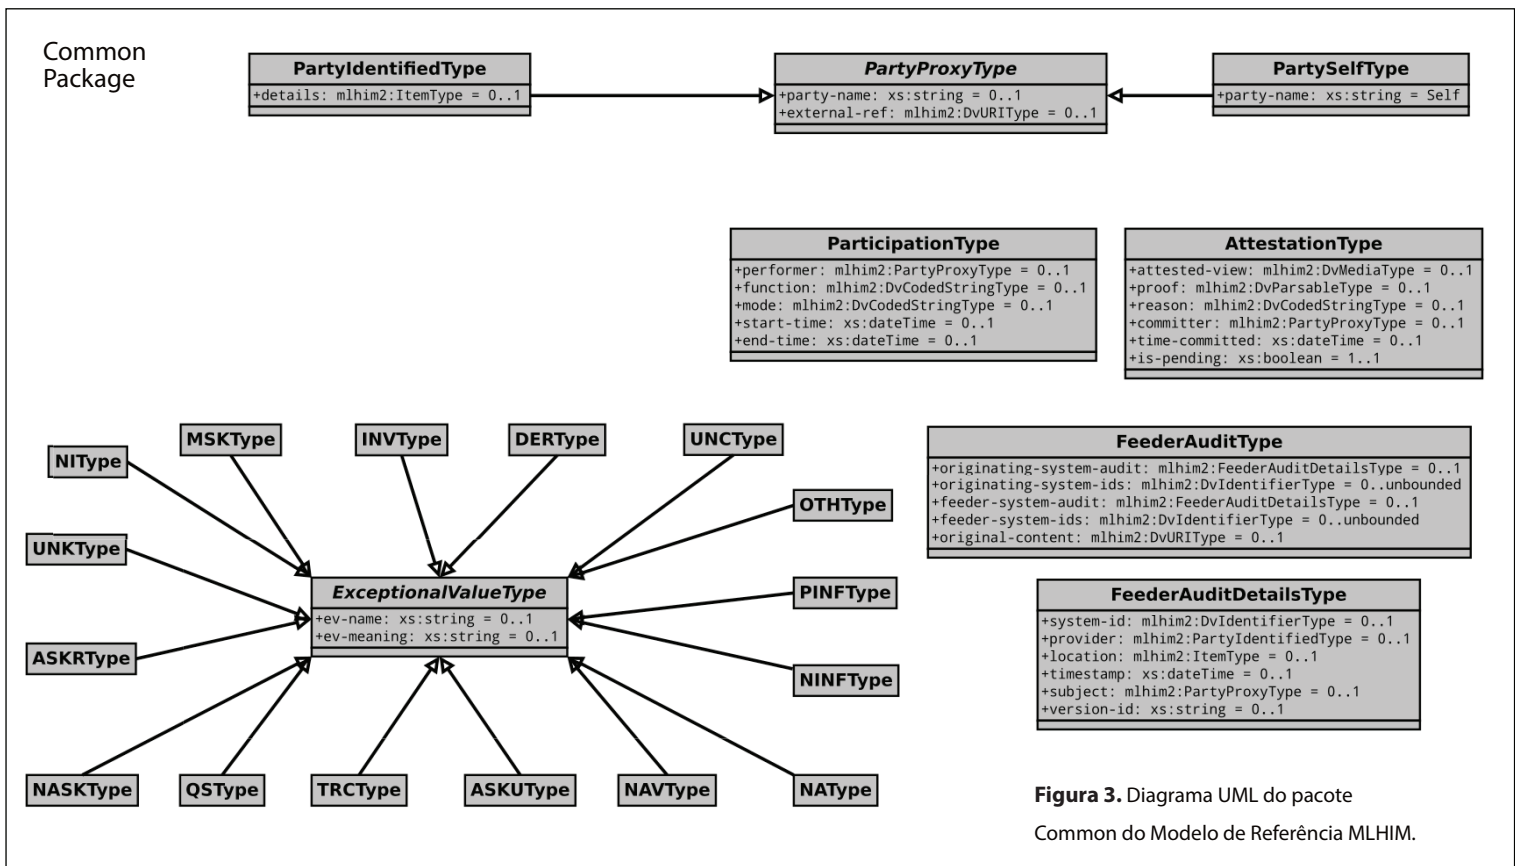 Common
Package
PartyIdentifiedType
+details: mlhim2:ItemType = 0..1
PartyProxyType
+party-name: xs:string = 0..1
+external-ref: mlhim2:DvURIType = 0..1
PartySelfType
+party-name: xs:string = Self
ParticipationType
+performer: mlhim2:PartyProxyType = 0..1
+function: mlhim2:DvCodedStringType = 0..1
+mode: mlhim2:DvCodedStringType = 0..1
+start-time: xs:dateTime = 0..1
+end-time: xs:dateTime = 0..1
AttestationType
+attested-view: mlhim2:DvMediaType = 0..1
+proof: mlhim2:DvParsableType = 0..1
+reason: mlhim2:DvCodedStringType = 0..1
+committer: mlhim2:PartyProxyType = 0..1
+time-committed: xs:dateTime = 0..1
+is-pending: xs:boolean = 1..1
NIType
MSKType
INVType
DERType
UNCType
OTHType
UNKType
ExceptionalValueType
+ev-name: xs:string = 0..1
+ev-meaning: xs:string = 0..1
PINFType
ASKRType
NINFType
NASKType
QSType
TRCType
ASKUType
NAVType
NAType
FeederAuditType
+originating-system-audit: mlhim2:FeederAuditDetailsType = 0..1
+originating-system-ids: mlhim2:DvIdentifierType = 0..unbounded
+feeder-system-audit: mlhim2:FeederAuditDetailsType = 0..1
+feeder-system-ids: mlhim2:DvIdentifierType = 0..unbounded
+original-content: mlhim2:DvURIType = 0..1
FeederAuditDetailsType
+system-id: mlhim2:DvIdentifierType = 0..1
+provider: mlhim2:PartyIdentifiedType = 0..1
+location: mlhim2:ItemType = 0..1
+timestamp: xs:dateTime = 0..1
+subject: mlhim2:PartyProxyType = 0..1
+version-id: xs:string = 0..1
Figura 3. Diagrama UML do pacote
Common do Modelo de Referência MLHIM.